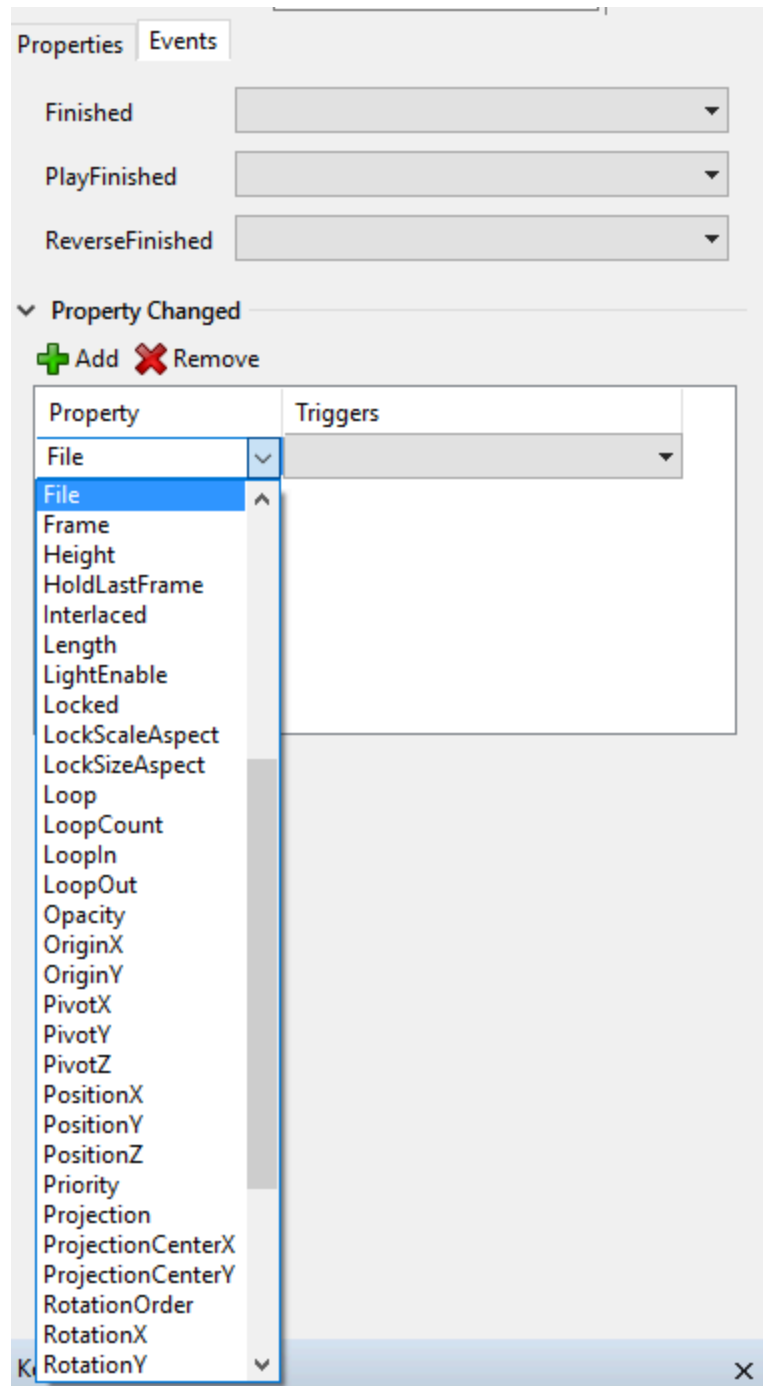 Properties Events
Finished
PlayFinished
ReverseFinished
Property Changed
Add Remove
Property Triggers
File
File
Frame
Height
HoldLastFrame
Interlaced
Length
LightEnable
Locked
LockScaleAspect
LockSizeAspect
Loop
LoopCount
LoopIn
LoopOut
Opacity
OriginX
OriginY
PivotX
PivotY
PivotZ
PositionX
PositionY
PositionZ
Priority
Projection
ProjectionCenterX
ProjectionCenterY
RotationOrder
RotationX
RotationY